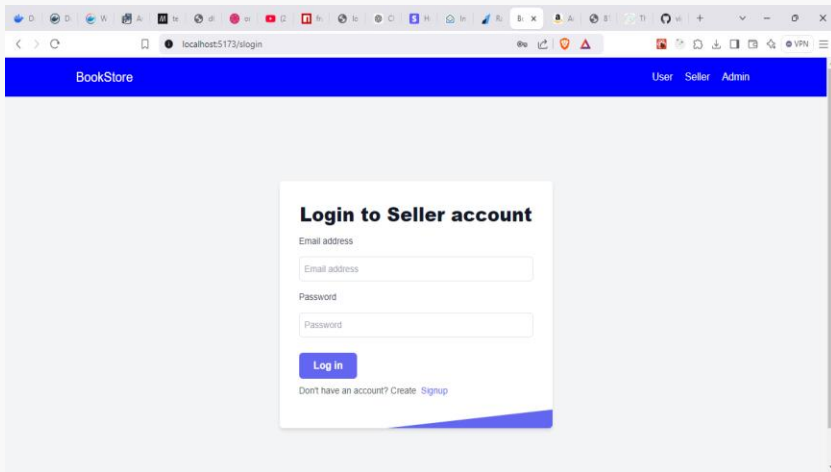 localhost:5173/slogin
VPN
BookStore
User Seller Admin
Login to Seller account
Email address
Email address
Password
Password
Log in
Don't have an account? Create Signup